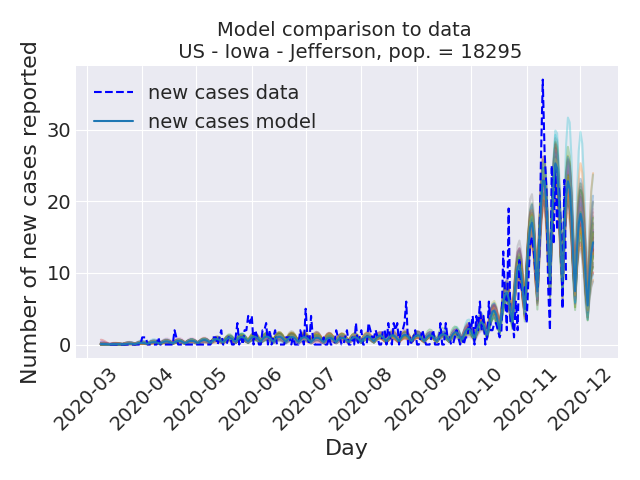 Model comparison to data
US - Iowa - Jefferson, pop. = 18295
Number of new cases reported
new cases data
new cases model
30
20
10
0
2020-03
2020-04
2020-05
2020-06
2020-07
2020-08
2020-09
2020-10
2020-11
2020-12
Day